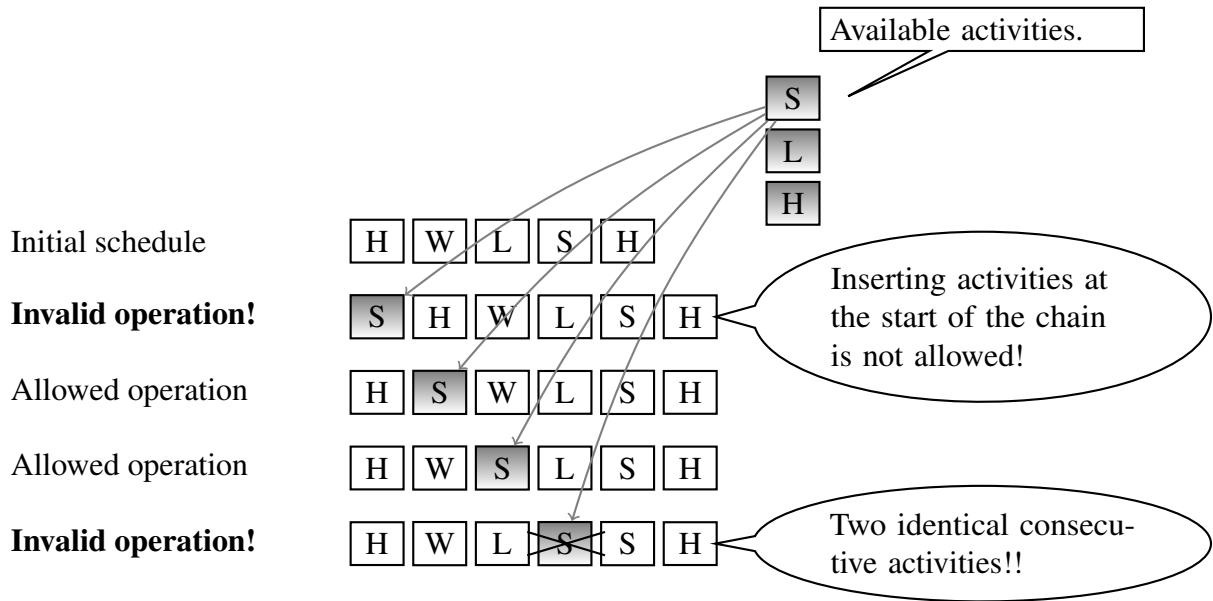 Available activities.
S
L
H
Initial schedule
H W L S H
Invalid operation!
S H W L S H
Inserting activities at
the start of the chain
is not allowed!
Allowed operation
H S W L S H
Allowed operation
H W S L S H
Invalid operation!
H W L S S H
Two identical consecu-
tive activities!!